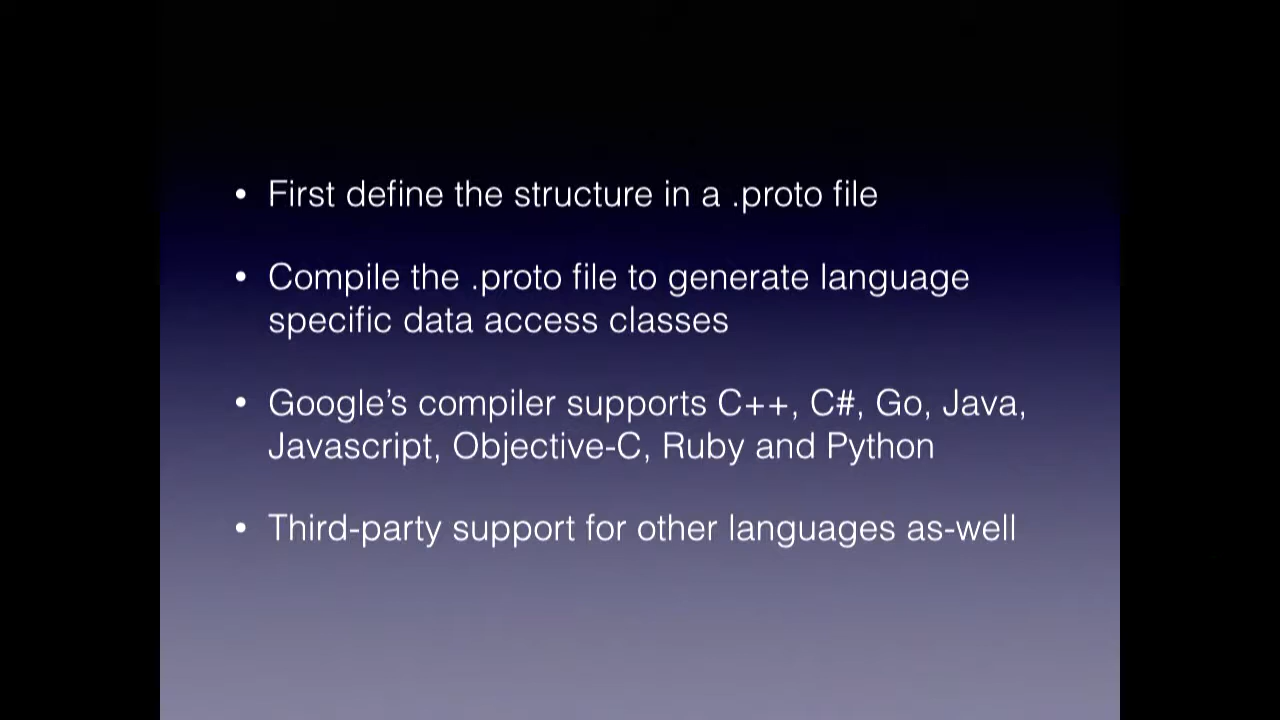 • First define the structure in a .proto file
• Compile the .proto file to generate language
specific data access classes
• Google’s compiler supports C++, C#, Go, Java,
Javascript, Objective-C, Ruby and Python
• Third-party support for other languages as-well